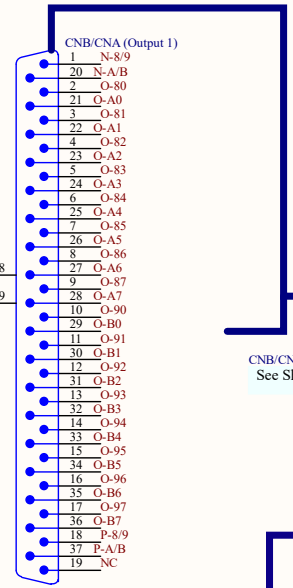 CNB/CNA (Output 1)
1 N-8/9
20 N-A/B
2 O-80
21 O-A0
3 O-81
22 O-A1
4 O-82
23 O-A2
5 O-83
24 O-A3
6 O-84
25 O-A4
7 O-85
26 O-A5
8 O-86
8 27 O-A6
9 O-87
9 28 O-A7
10 O-90
29 O-B0
11 O-91
30 O-B1
12 O-92
31 O-B2
13 O-93
32 O-B3
14 O-94
33 O-B4
15 O-95
34 O-B5
16 O-96
35 O-B6
17 O-97
36 O-B7
18 P-8/9
37 P-A/B
19 NC
CNB/CN
See Sl